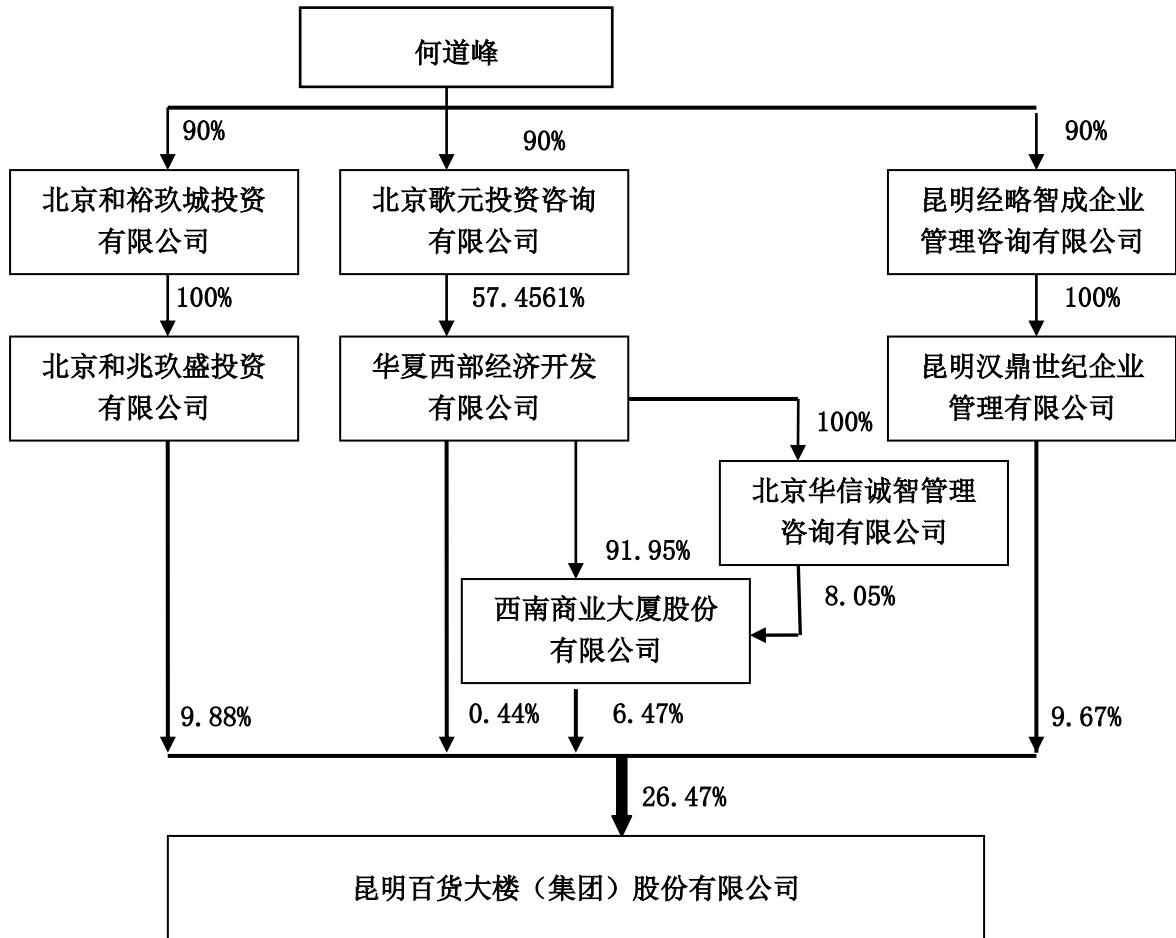 何道峰
90%
90%
90%
北京和裕玖城投资
有限公司
北京歌元投资咨询
有限公司
昆明经略智成企业
管理咨询有限公司
100%
57.4561%
100%
北京和兆玖盛投资
有限公司
华夏西部经济开发
有限公司
昆明汉鼎世纪企业
管理有限公司
100%
北京华信诚智管理
咨询有限公司
91.95%
8.05%
西南商业大厦股份
有限公司
9.88%
0.44%
6.47%
9.67%
26.47%
昆明百货大楼（集团）股份有限公司